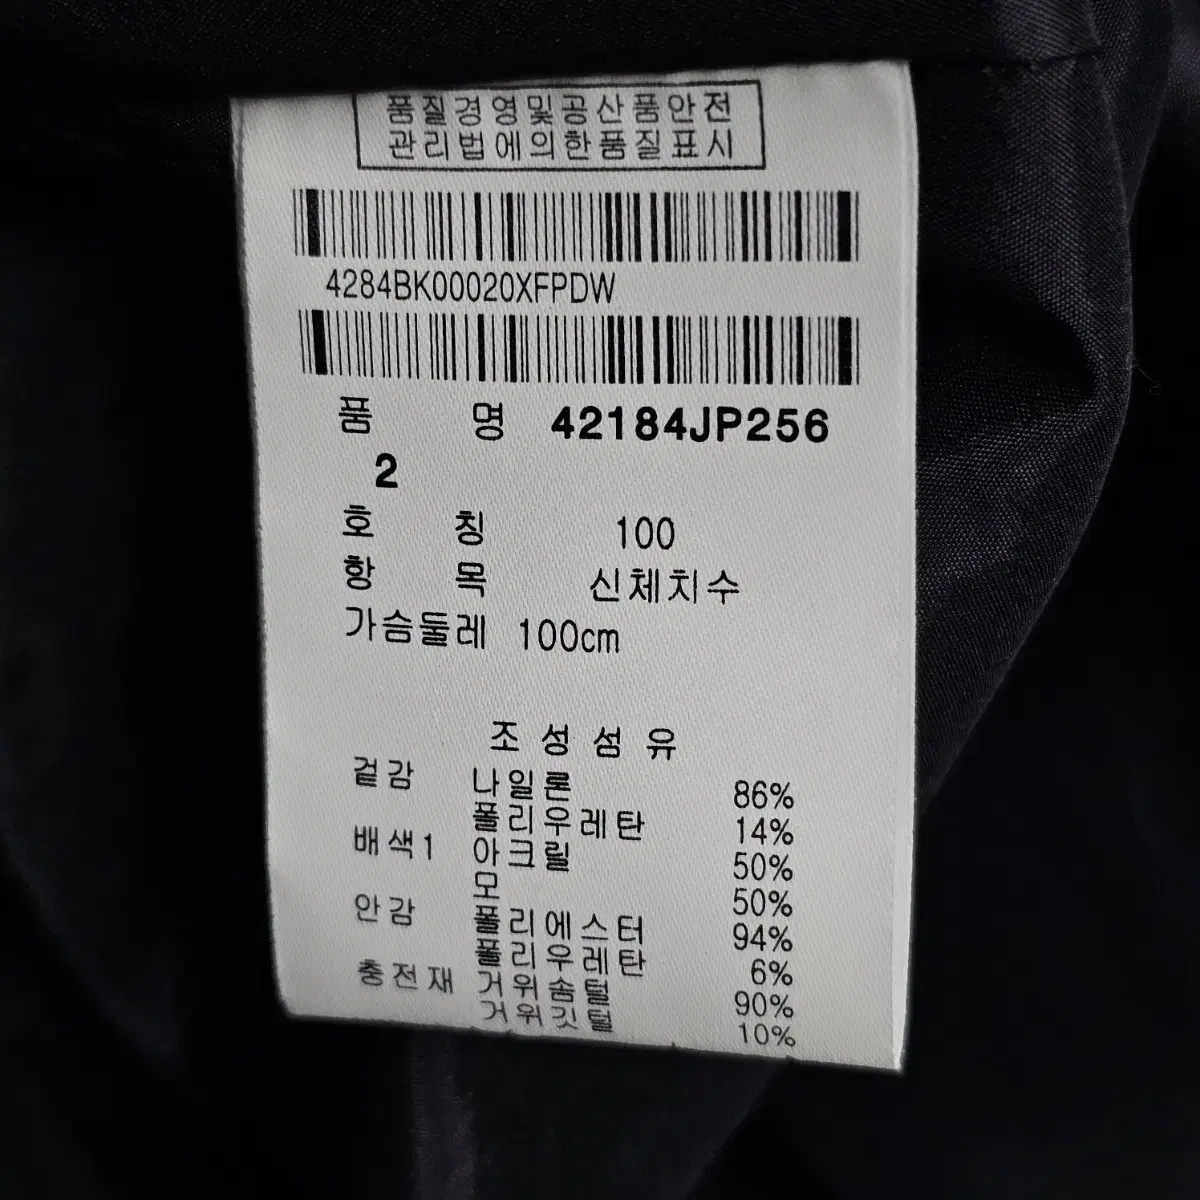 품질경영및공산품안전
관리법에의한품질표시
4284BK00020XFPDW
품 명 42184JP256
2
호 칭 100
항 목 신체치수
가슴둘레 100cm
조성섬유
겉감 나일론 86%
폴리우레탄 14%
배색1 아크릴 50%
모 50%
안감 폴리에스터 94%
폴리우레탄 6%
충전재 거위솜털 90%
거위깃털 10%